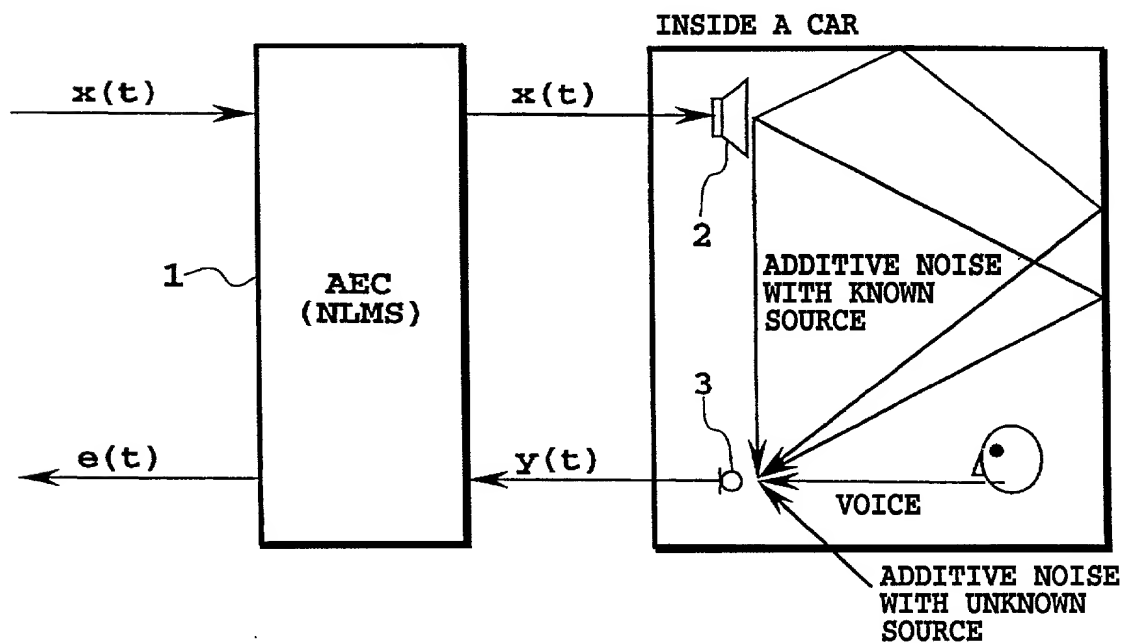 INSIDE A CAR
x(t)
x(t)
2
1
AEC
(NLMS)
ADDITIVE NOISE
WITH KNOWN
SOURCE
3
e(t)
y(t)
VOICE
ADDITIVE NOISE
WITH UNKNOWN
SOURCE